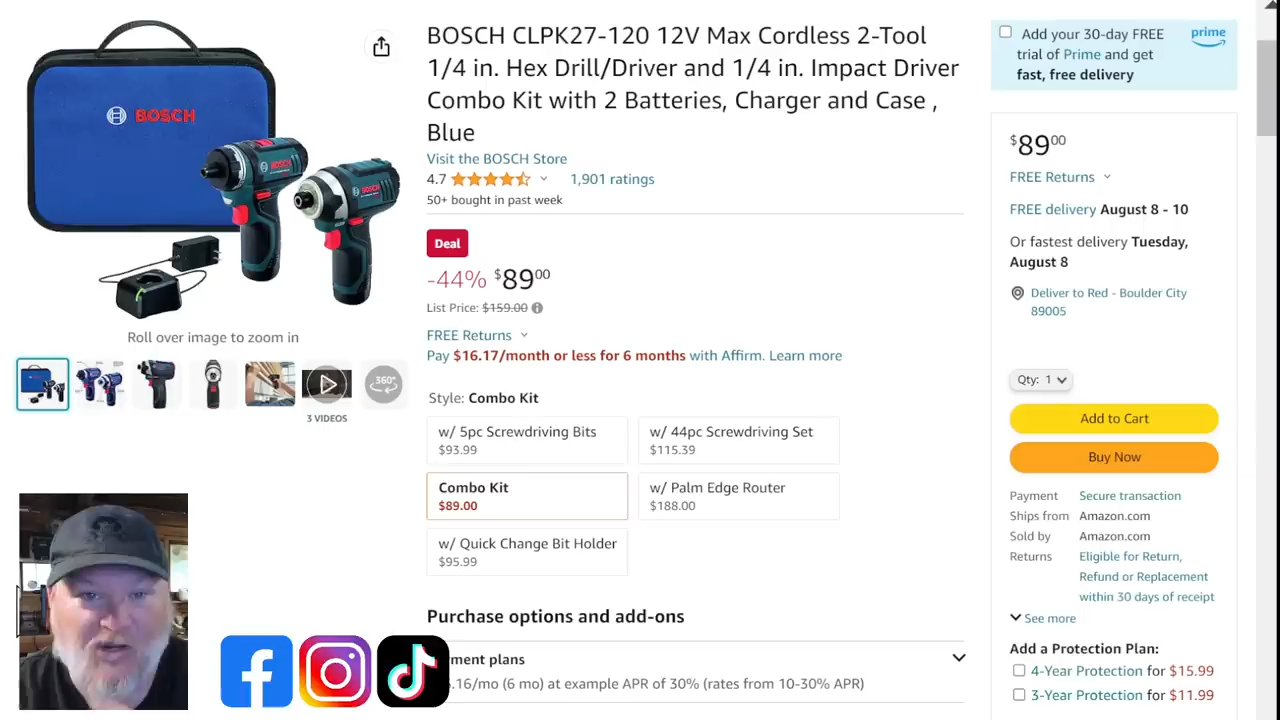 BOSCH
BOSCH
BOSCH
Roll over image to zoom in
360°
3 VIDEOS
BOSCH CLPK27-120 12V Max Cordless 2-Tool
1/4 in. Hex Drill/Driver and 1/4 in. Impact Driver
Combo Kit with 2 Batteries, Charger and Case ,
Blue
Visit the BOSCH Store
4.7 1,901 ratings
50+ bought in past week
Deal
-44% $8900
List Price: $159.00
FREE Returns
Pay $16.17/month or less for 6 months with Affirm. Learn more
Style: Combo Kit
w/ 5pc Screwdriving Bits
$93.99
w/ 44pc Screwdriving Set
$115.39
Combo Kit
$89.00
w/ Palm Edge Router
$188.00
w/ Quick Change Bit Holder
$95.99
Purchase options and add-ons
ment plans
.16/mo (6 mo) at example APR of 30% (rates from 10-30% APR)
Add your 30-day FREE
trial of Prime and get
fast, free delivery
prime
$8900
FREE Returns
FREE delivery August 8 - 10
Or fastest delivery Tuesday,
August 8
Deliver to Red - Boulder City
89005
Qty: 1
Add to Cart
Buy Now
Payment Secure transaction
Ships from Amazon.com
Sold by Amazon.com
Returns Eligible for Return,
Refund or Replacement
within 30 days of receipt
See more
Add a Protection Plan:
4-Year Protection for $15.99
3-Year Protection for $11.99